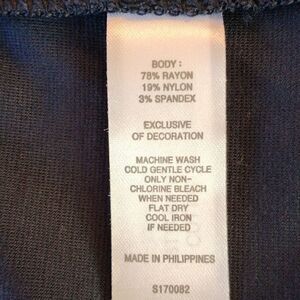 BODY :
78% RAYON
19% NYLON
3% SPANDEX
EXCLUSIVE
OF DECORATION
MACHINE WASH
COLD GENTLE CYCLE
ONLY NON-
CHLORINE BLEACH
WHEN NEEDED
FLAT DRY
COOL IRON
IF NEEDED
MADE IN PHILIPPINES
S170082